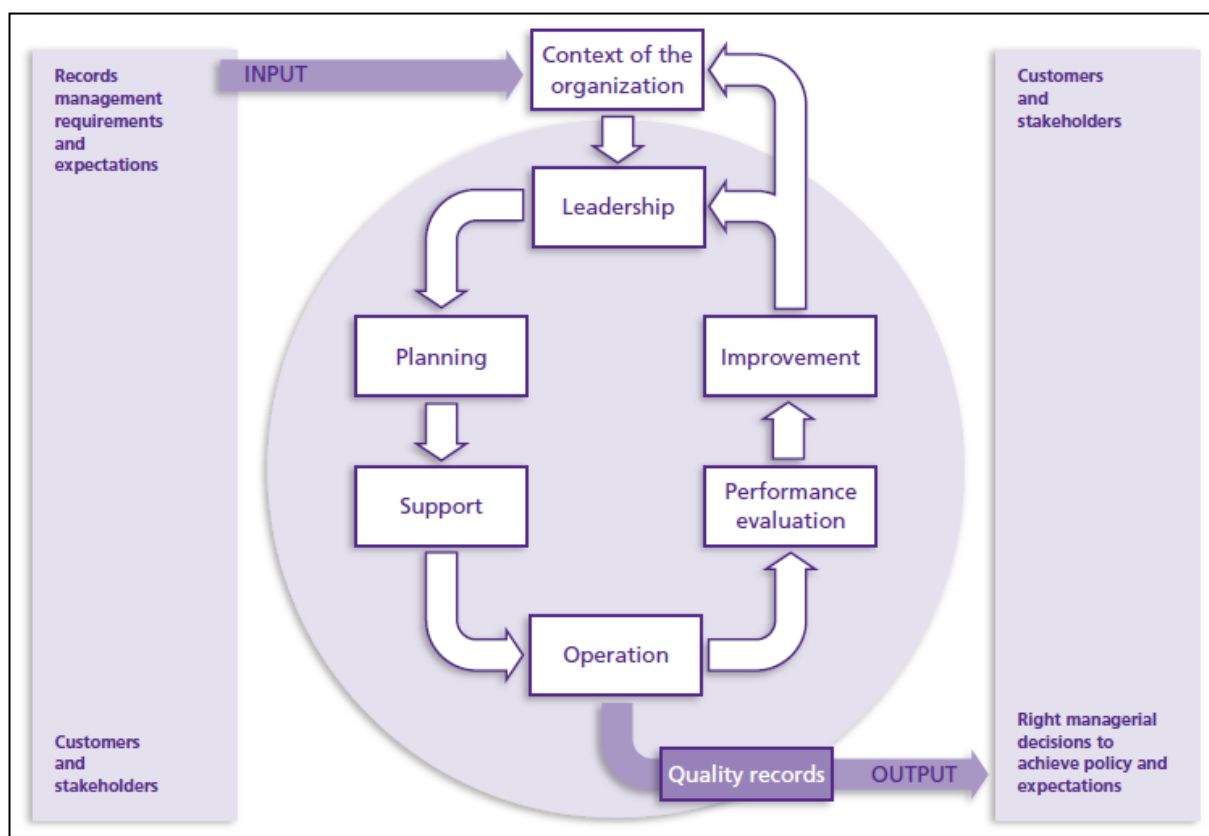 Records
management
requirements
and
expectations
INPUT
Context of the
organization
Customers
and
stakeholders
Leadership
Planning
Improvement
Support
Performance
evaluation
Operation
Customers
and
stakeholders
Quality records
OUTPUT
Right managerial
decisions to
achieve policy and
expectations